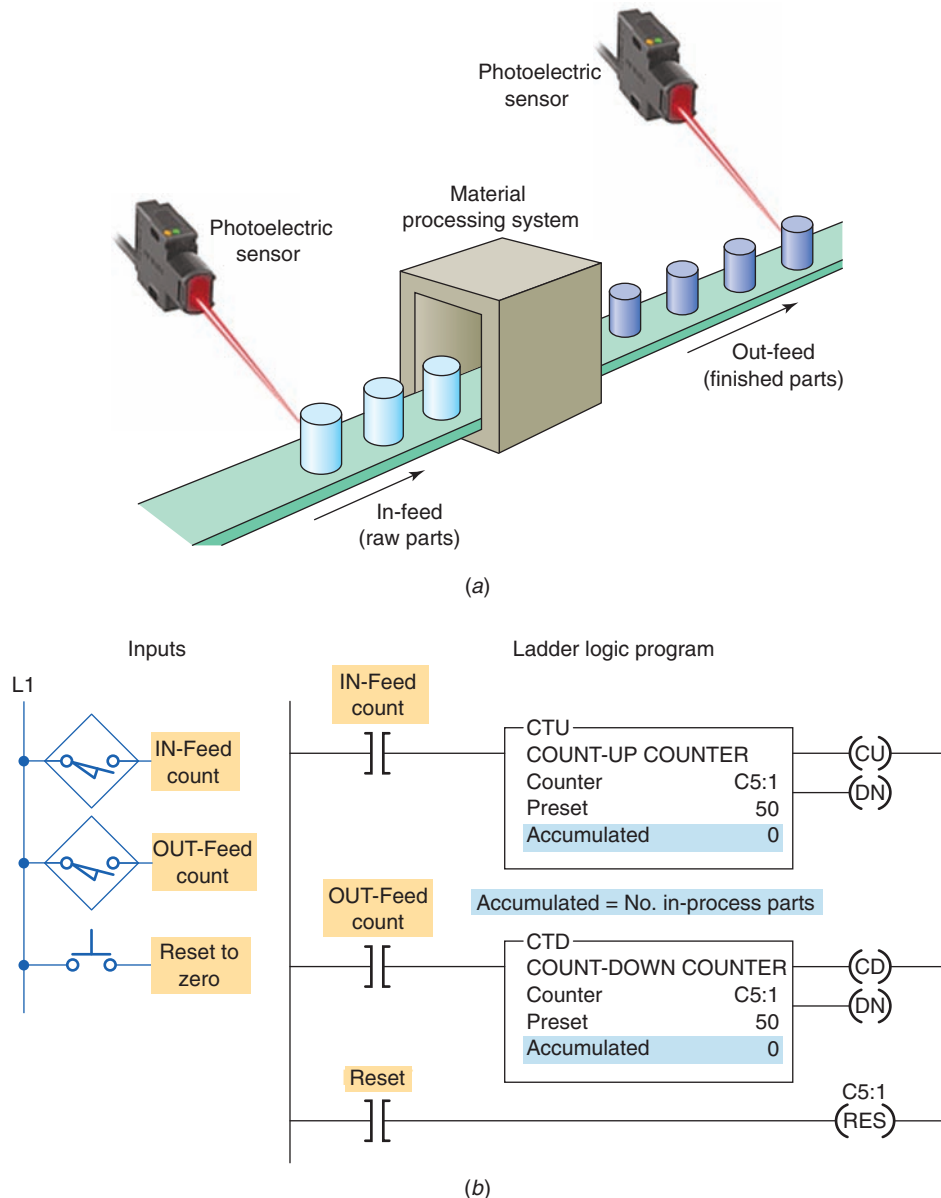 Photoelectric
sensor
Photoelectric
sensor
Material
processing system
Out-feed
(finished parts)
In-feed
(raw parts)
(a)
Inputs
Ladder logic program
L1
IN-Feed
count
OUT-Feed
count
Reset to
zero
IN-Feed
count
CTU
COUNT-UP COUNTER
Counter C5:1
Preset 50
Accumulated 0
CU
DN
OUT-Feed
count
Accumulated = No. in-process parts
CTD
COUNT-DOWN COUNTER
Counter C5:1
Preset 50
Accumulated 0
CD
DN
Reset
C5:1
RES
(b)